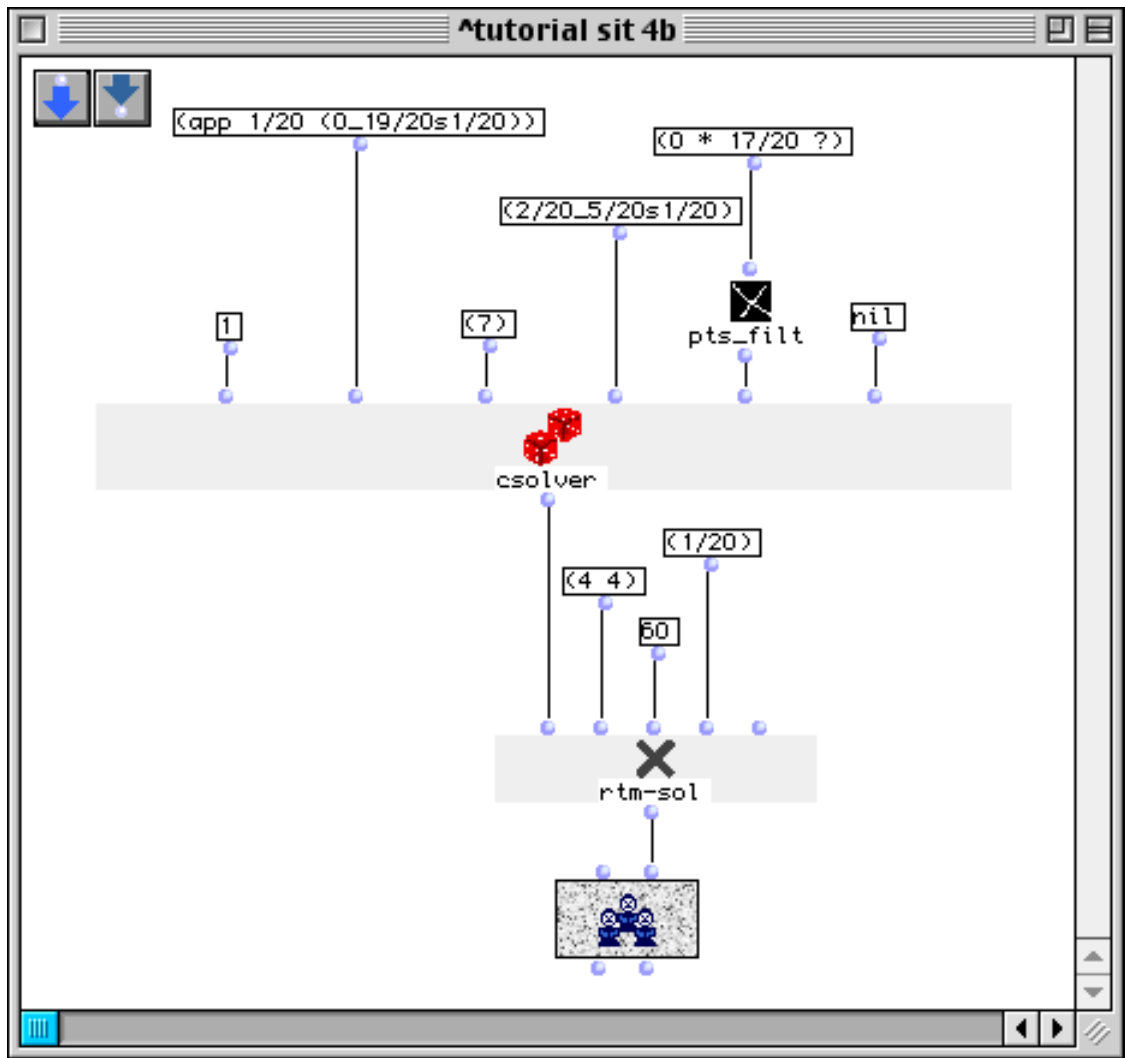 ^tutorial sit 4b
(app 1/20 (0_19/20s1/20))
(0 * 17/20 ?)
(2/20_5/20s1/20)
1
(7)
pts_filt
nil
csolver
(1/20)
(4 4)
60
rtm-sol